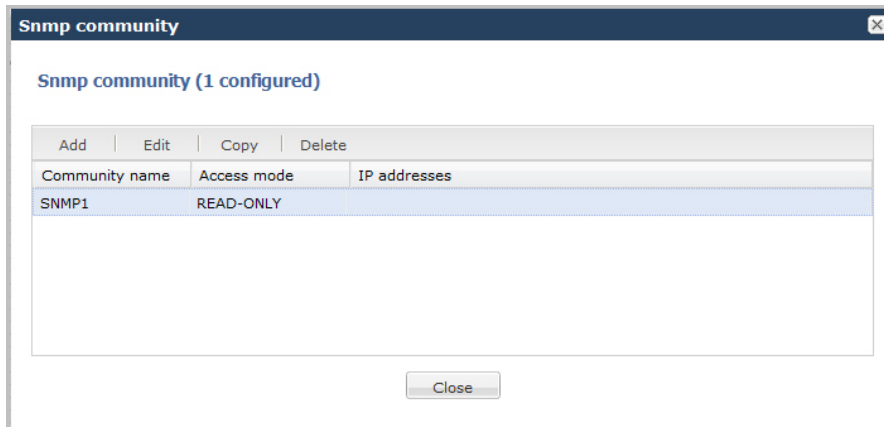 Snmp community
Snmp community (1 configured)
Add Edit Copy Delete
Community name Access mode IP addresses
SNMP1 READ-ONLY
Close